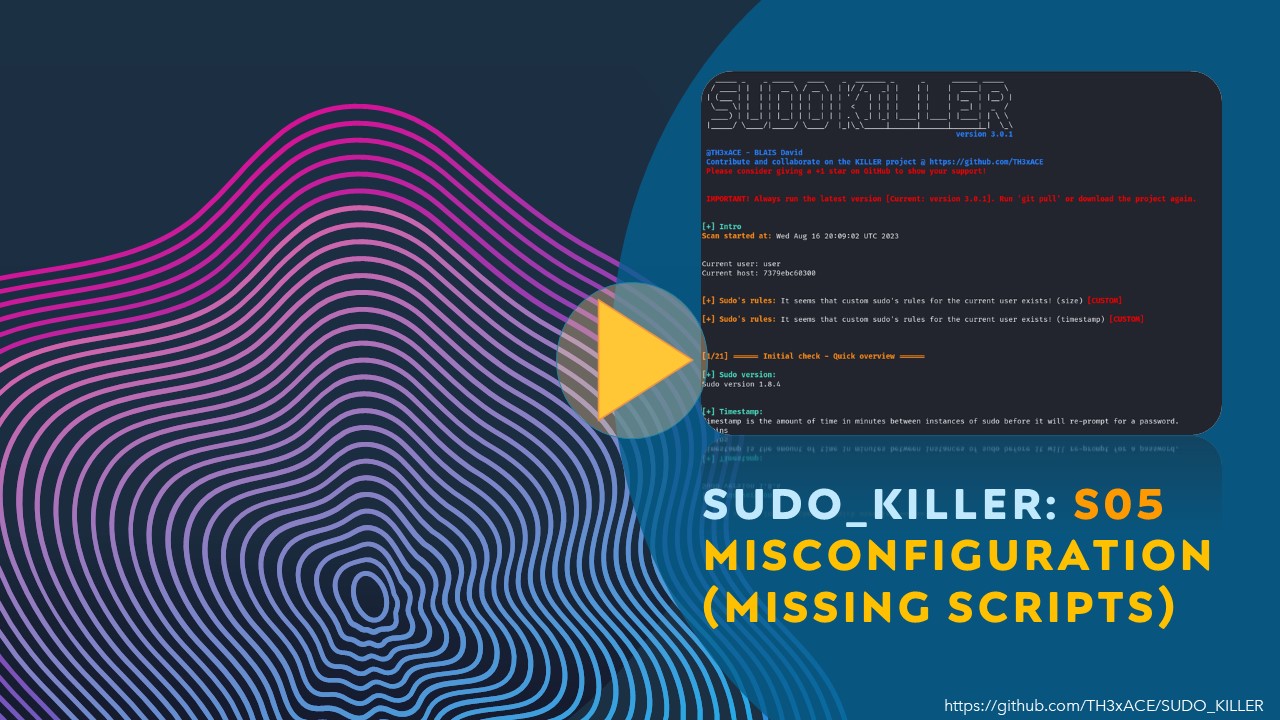 SUDOKILLER
version 3.0.1
@TH3xACE - BLAIS David
Contribute and collaborate on the KILLER project @ https://github.com/TH3xACE
Please consider giving a +1 star on GitHub to show your support!
IMPORTANT! Always run the latest version [Current: version 3.0.1]. Run 'git pull' or download the project again.
[+] Intro
Scan started at: Wed Aug 16 20:09:02 UTC 2023
Current user: user
Current host: 7379ebc60300
[+] Sudo's rules: It seems that custom sudo's rules for the current user exists! (size) [CUSTOM]
[+] Sudo's rules: It seems that custom sudo's rules for the current user exists! (timestamp) [CUSTOM]
[1/21] ====== Initial check - Quick overview ======
[+] Sudo version:
Sudo version 1.8.4
[+] Timestamp:
Timestamp is the amount of time in minutes between instances of sudo before it will re-prompt for a password.
SUDO_KILLER: S05
MISCONFIGURATION
(MISSING SCRIPTS)
https://github.com/TH3xACE/SUDO_KILLER